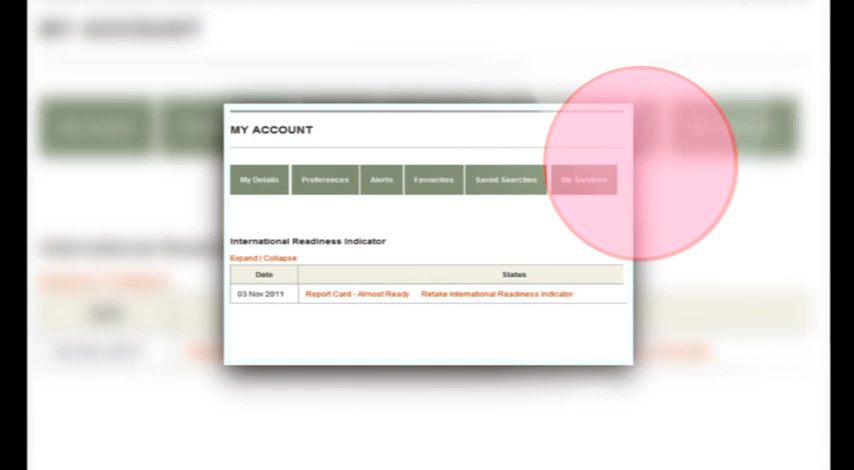 MY ACCOUNT
My Details Preferences Alerts Favourites Saved Searches My Services
International Readiness Indicator
Expand | Collapse
Date Status
03 Nov 2011 Report Card - Almost Ready Retake International Readiness Indicator